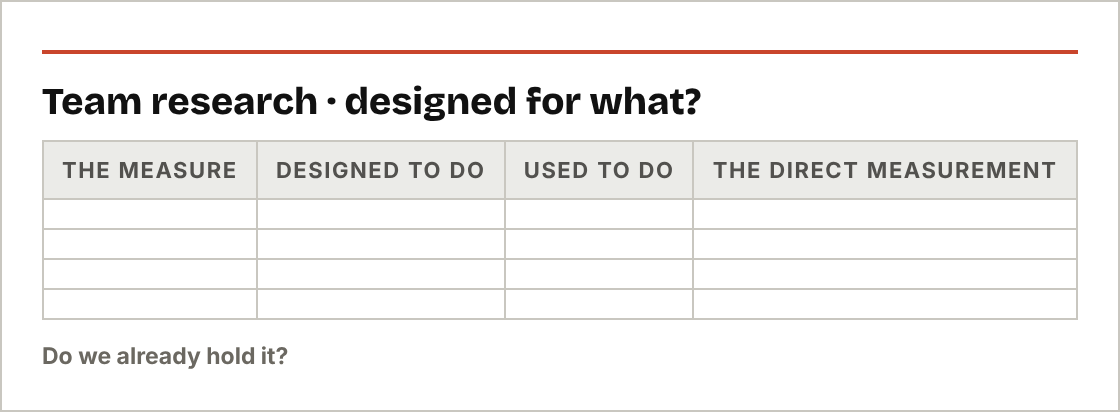 Team research · designed for what?
THE MEASURE DESIGNED TO DO USED TO DO THE DIRECT MEASUREMENT
Do we already hold it?